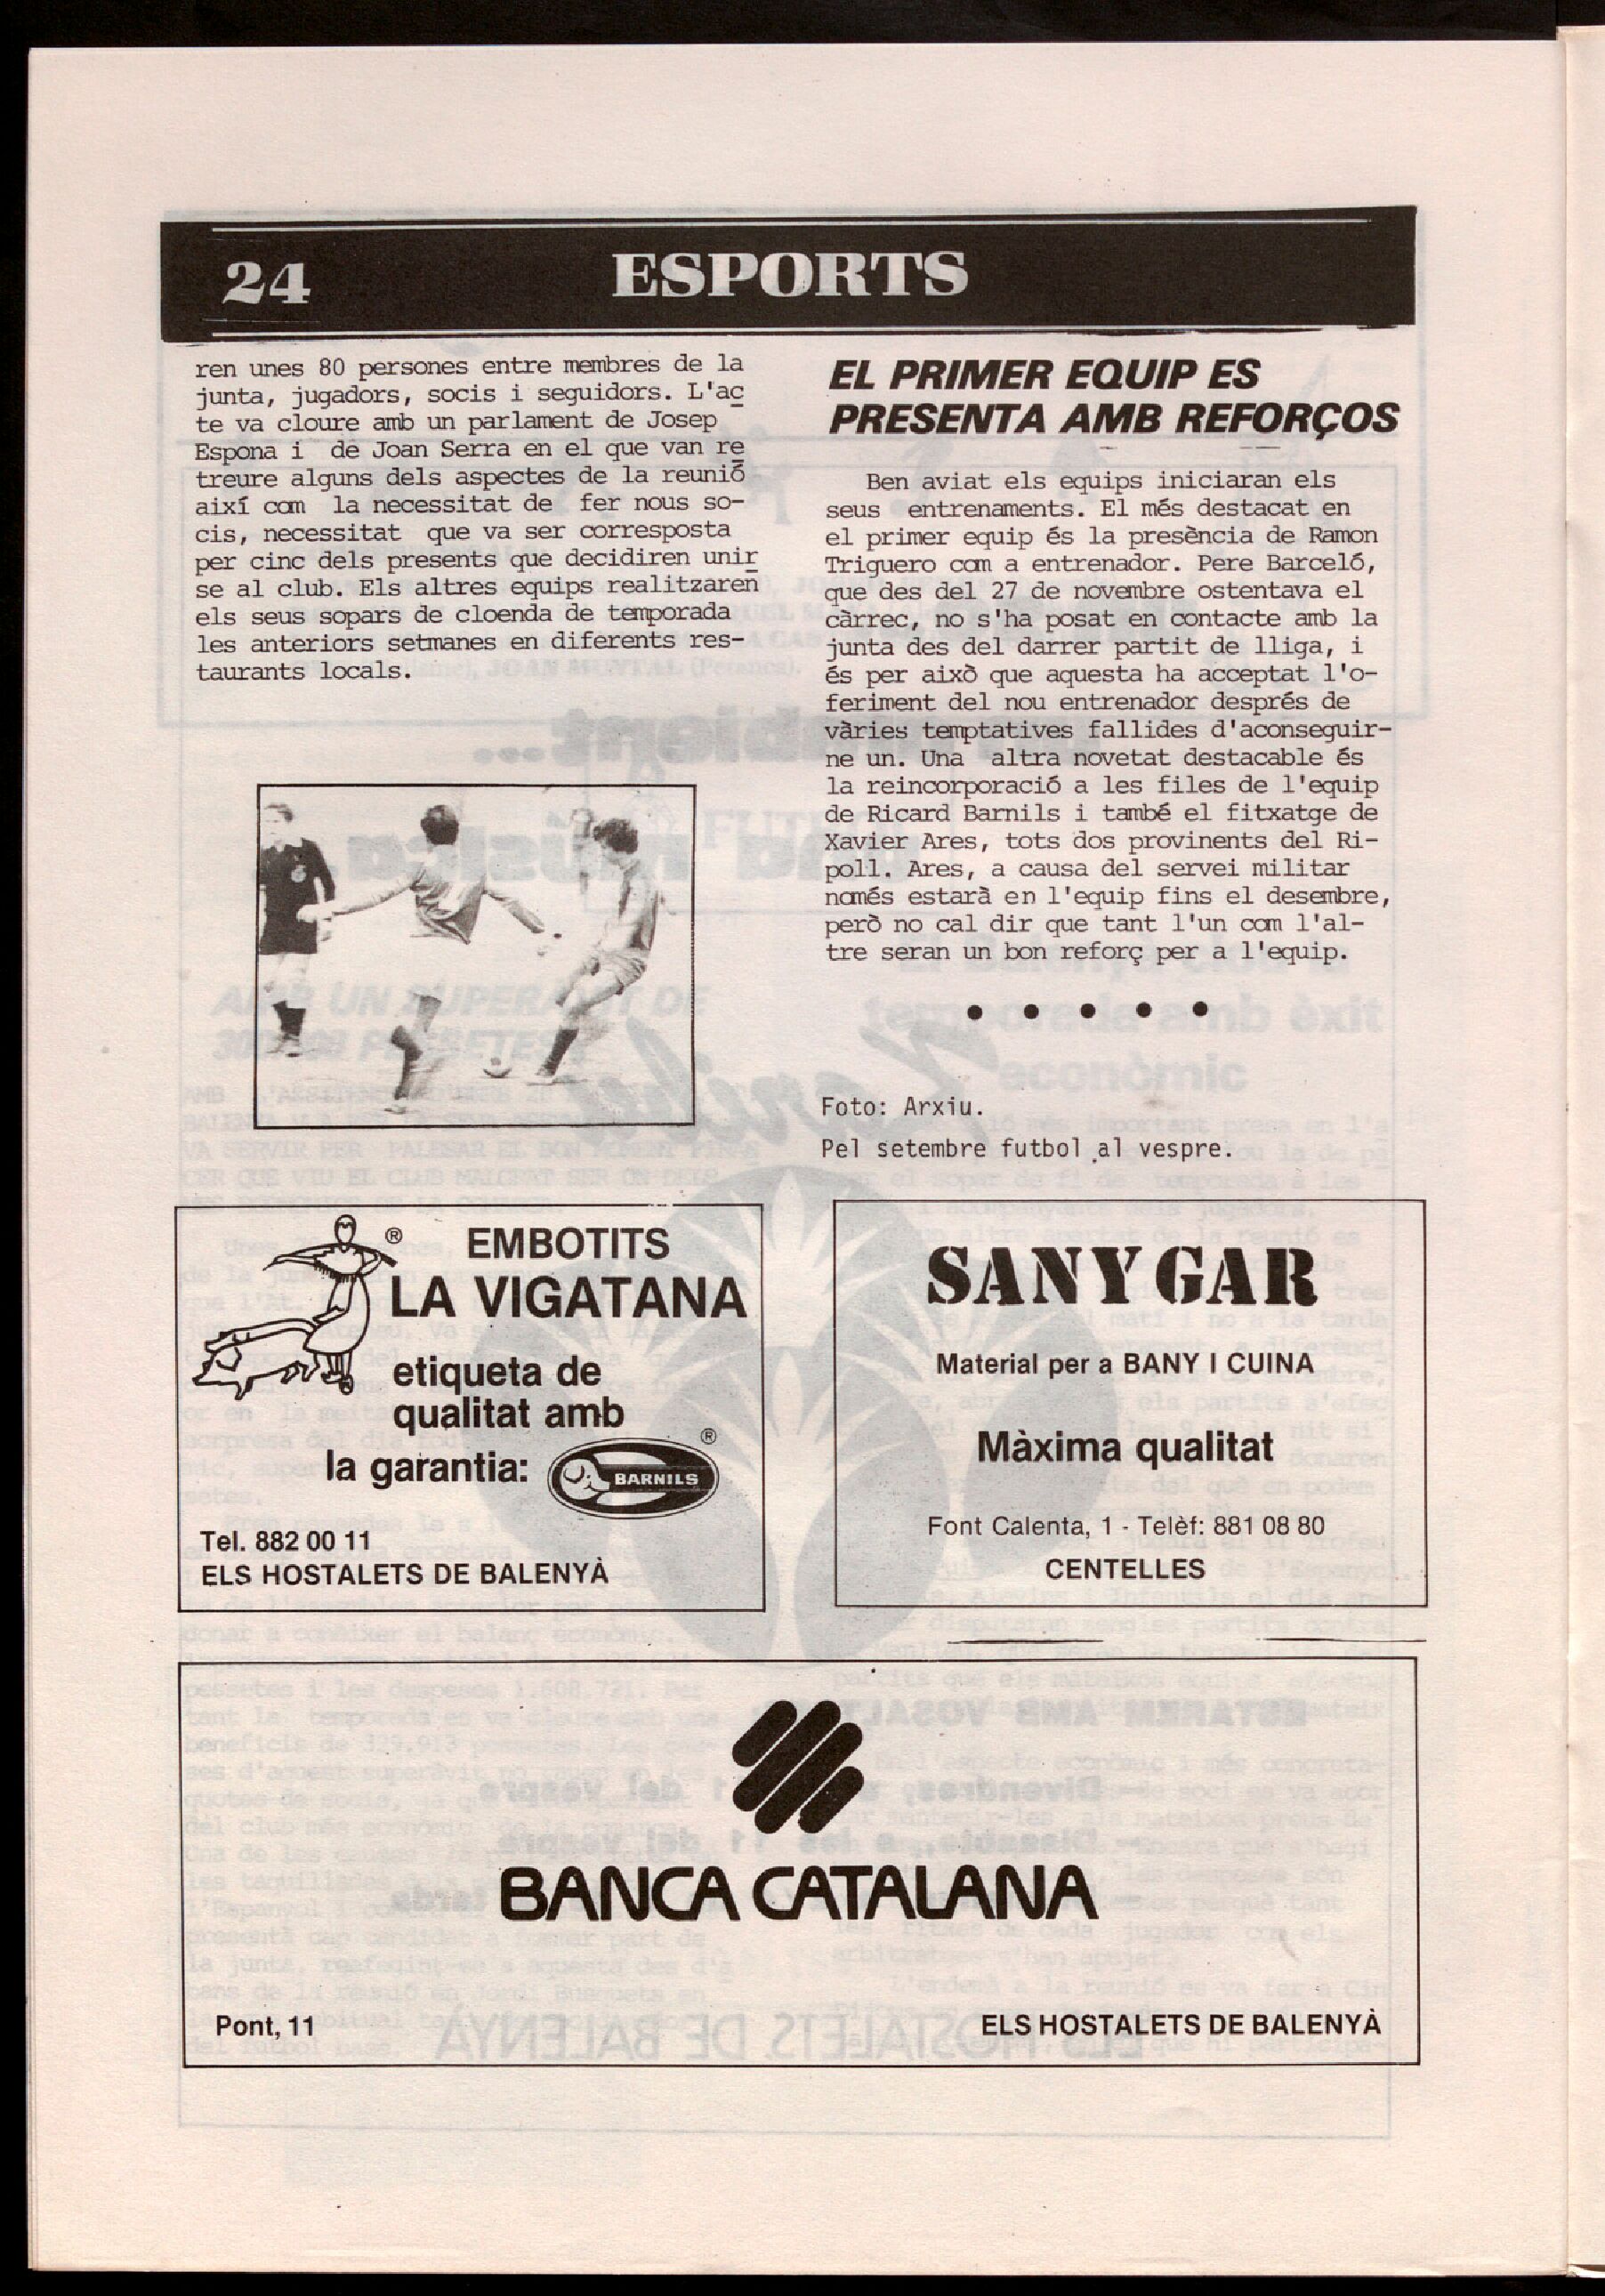 24
ESPORTS
ren unes 80 persones entre membres de la
junta, jugadors, socis i seguidors. L'ac
te va cloure amb un parlament de Josep
Espona i de Joan Serra en el que van re
treure alguns dels aspectes de la reunió
així com la necessitat de fer nous so-
cis, necessitat que va ser corresposta
per cinc dels presents que decidiren unir
se al club. Els altres equips realitzaren
els seus sopars de cloenda de temporada
les anteriors setmanes en diferents res-
taurants locals.
EL PRIMER EQUIP ES
PRESENTA AMB REFORÇOS
Ben aviat els equips iniciaran els
seus entrenaments. El més destacat en
el primer equip és la presència de Ramon
Triguero com a entrenador. Pere Barceló,
que des del 27 de novembre ostentava el
càrrec, no s'ha posat en contacte amb la
junta des del darrer partit de lliga, i
és per això que aquesta ha acceptat l'o-
feriment del nou entrenador després de
vàries temptatives fallides d'aconseguir-
ne un. Una altra novetat destacable és
la reincorporació a les files de l'equip
de Ricard Barnils i també el fitxatge de
Xavier Ares, tots dos provinents del Ri-
poll. Ares, a causa del servei militar
només estarà en l'equip fins el desembre,
però no cal dir que tant l'un com l'al-
tre seran un bon reforç per a l'equip.
• • • • •
Foto: Arxiu.
Pel setembre futbol al vespre.
® EMBOTITS
LA VIGATANA
etiqueta de
qualitat amb
la garantia: BARNILS ®
Tel. 882 00 11
ELS HOSTALETS DE BALENYÀ
SANYGAR
Material per a BANY I CUINA
Màxima qualitat
Font Calenta, 1 - Telèf: 881 08 80
CENTELLES
BANCA CATALANA
Pont, 11
ELS HOSTALETS DE BALENYÀ